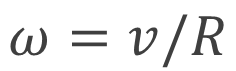 ω = v/R